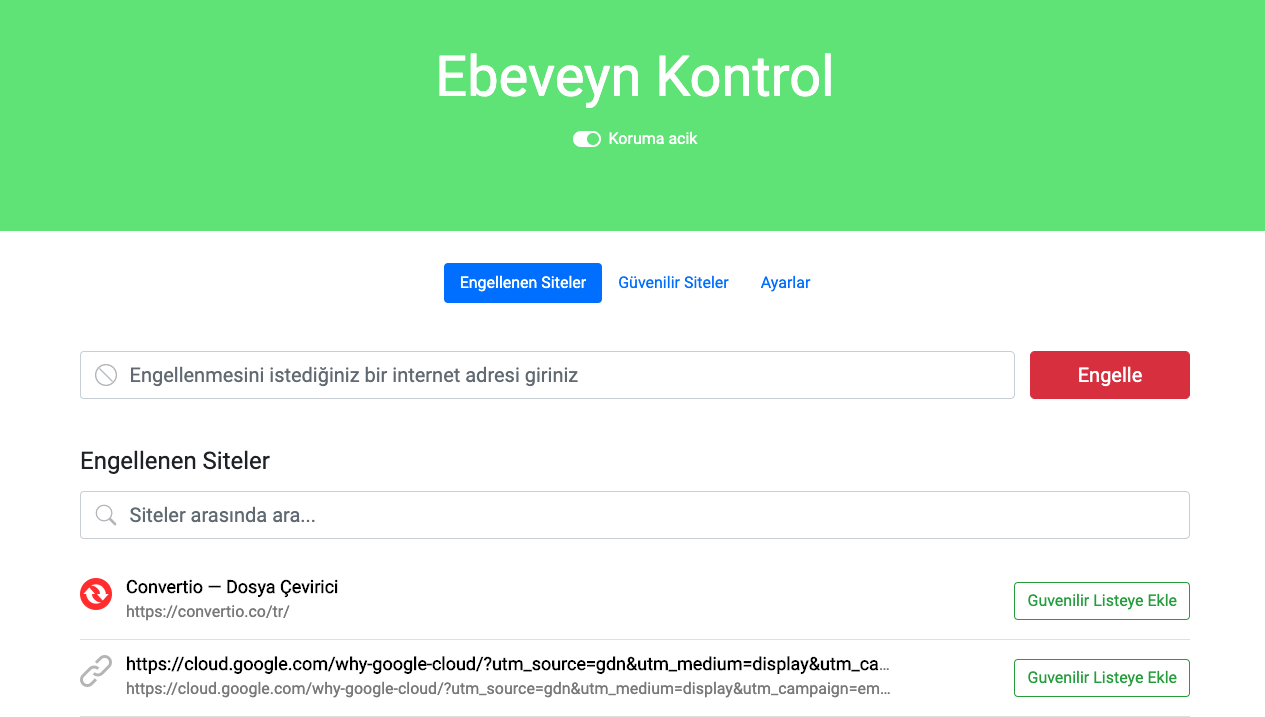 Ebeveyn Kontrol
Koruma acik
Engellenen Siteler Güvenilir Siteler Ayarlar
Engellenmesini istediğiniz bir internet adresi giriniz Engelle
Engellenen Siteler
Siteler arasında ara...
Convertio — Dosya Çevirici
https://convertio.co/tr/
Guvenilir Listeye Ekle
https://cloud.google.com/why-google-cloud/?utm_source=gdn&utm_medium=display&utm_ca...
https://cloud.google.com/why-google-cloud/?utm_source=gdn&utm_medium=display&utm_campaign=em...
Guvenilir Listeye Ekle